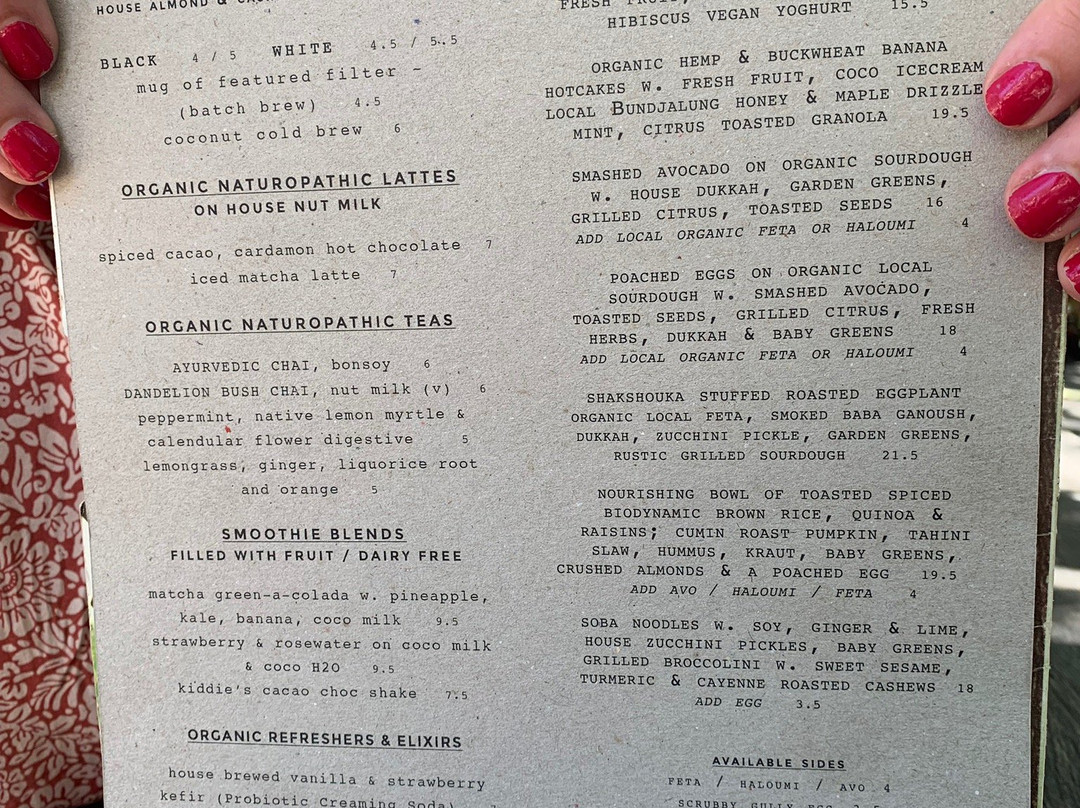 HOUSE ALMOND &
BLACK 4 / 5 WHITE 4.5 / 5.5
mug of featured filter -
(batch brew) 4.5
coconut cold brew 6
ORGANIC NATUROPATHIC LATTES
ON HOUSE NUT MILK
spiced cacao, cardamon hot chocolate 7
iced matcha latte 7
ORGANIC NATUROPATHIC TEAS
AYURVEDIC CHAI, bonsoy 6
DANDELION BUSH CHAI, nut milk (v) 6
peppermint, native lemon myrtle &
calendular flower digestive 5
lemongrass, ginger, liquorice root
and orange 5
SMOOTHIE BLENDS
FILLED WITH FRUIT / DAIRY FREE
matcha green-a-colada w. pineapple,
kale, banana, coco milk 9.5
strawberry & rosewater on coco milk
& coco H2O 9.5
kiddie's cacao choc shake 7.5
ORGANIC REFRESHERS & ELIXIRS
house brewed vanilla & strawberry
kefir (Probiotic Creaming Soda)
FRESH FRUIT,
HIBISCUS VEGAN YOGHURT 15.5
ORGANIC HEMP & BUCKWHEAT BANANA
HOTCAKES W. FRESH FRUIT, COCO ICECREAM
LOCAL BUNDJALUNG HONEY & MAPLE DRIZZLE
MINT, CITRUS TOASTED GRANOLA 19.5
SMASHED AVOCADO ON ORGANIC SOURDOUGH
W. HOUSE DUKKAH, GARDEN GREENS,
GRILLED CITRUS, TOASTED SEEDS 16
ADD LOCAL ORGANIC FETA OR HALOUMI 4
POACHED EGGS ON ORGANIC LOCAL
SOURDOUGH W. SMASHED AVOCADO,
TOASTED SEEDS, GRILLED CITRUS, FRESH
HERBS, DUKKAH & BABY GREENS 18
ADD LOCAL ORGANIC FETA OR HALOUMI 4
SHAKSHOUKA STUFFED ROASTED EGGPLANT
ORGANIC LOCAL FETA, SMOKED BABA GANOUSH,
DUKKAH, ZUCCHINI PICKLE, GARDEN GREENS,
RUSTIC GRILLED SOURDOUGH 21.5
NOURISHING BOWL OF TOASTED SPICED
BIODYNAMIC BROWN RICE, QUINOA &
RAISINS; CUMIN ROAST PUMPKIN, TAHINI
SLAW, HUMMUS, KRAUT, BABY GREENS,
CRUSHED ALMONDS & A POACHED EGG 19.5
ADD AVO / HALOUMI / FETA 4
SOBA NOODLES W. SOY, GINGER & LIME,
HOUSE ZUCCHINI PICKLES, BABY GREENS,
GRILLED BROCCOLINI W. SWEET SESAME,
TURMERIC & CAYENNE ROASTED CASHEWS 18
ADD EGG 3.5
AVAILABLE SIDES
FETA / HALOUMI / AVO 4
SCRUBBY GULLY EGG